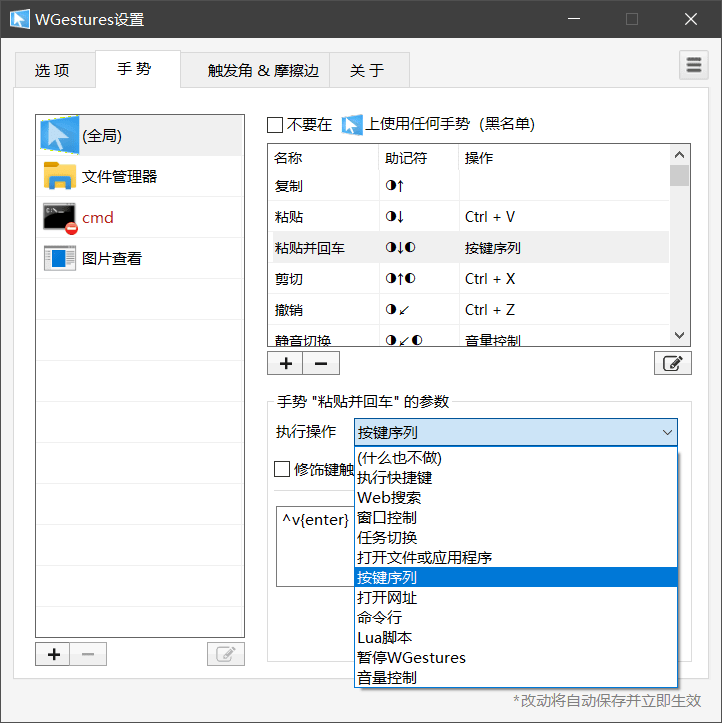 WGestures设置
选 项
手 势
触发角 & 摩擦边
关 于
(全局)
文件管理器
cmd
图片查看
不要在 上使用任何手势 (黑名单)
名称 助记符 操作
复制 ◑↑
粘贴 ◑↓ Ctrl + V
粘贴并回车 ◑↓◐ 按键序列
剪切 ◑↑◐ Ctrl + X
撤销 ◑↙ Ctrl + Z
静音切换 ◑↙◐ 音量控制
手势 "粘贴并回车" 的参数
执行操作 按键序列
修饰键触
^v{enter}
(什么也不做)
执行快捷键
Web搜索
窗口控制
任务切换
打开文件或应用程序
按键序列
打开网址
命令行
Lua脚本
暂停WGestures
音量控制
*改动将自动保存并立即生效